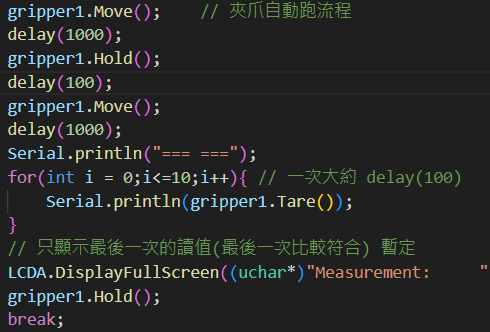 gripper1.Move();    // 夾爪自動跑流程
delay(1000);
gripper1.Hold();
delay(100);
gripper1.Move();
delay(1000);
Serial.println("=== ===");
for(int i = 0;i<=10;i++){ // 一次大約 delay(100)
    Serial.println(gripper1.Tare());
}
// 只顯示最後一次的讀值(最後一次比較符合) 暫定
LCDA.DisplayFullScreen((uchar*)"Measurement:     "
gripper1.Hold();
break;